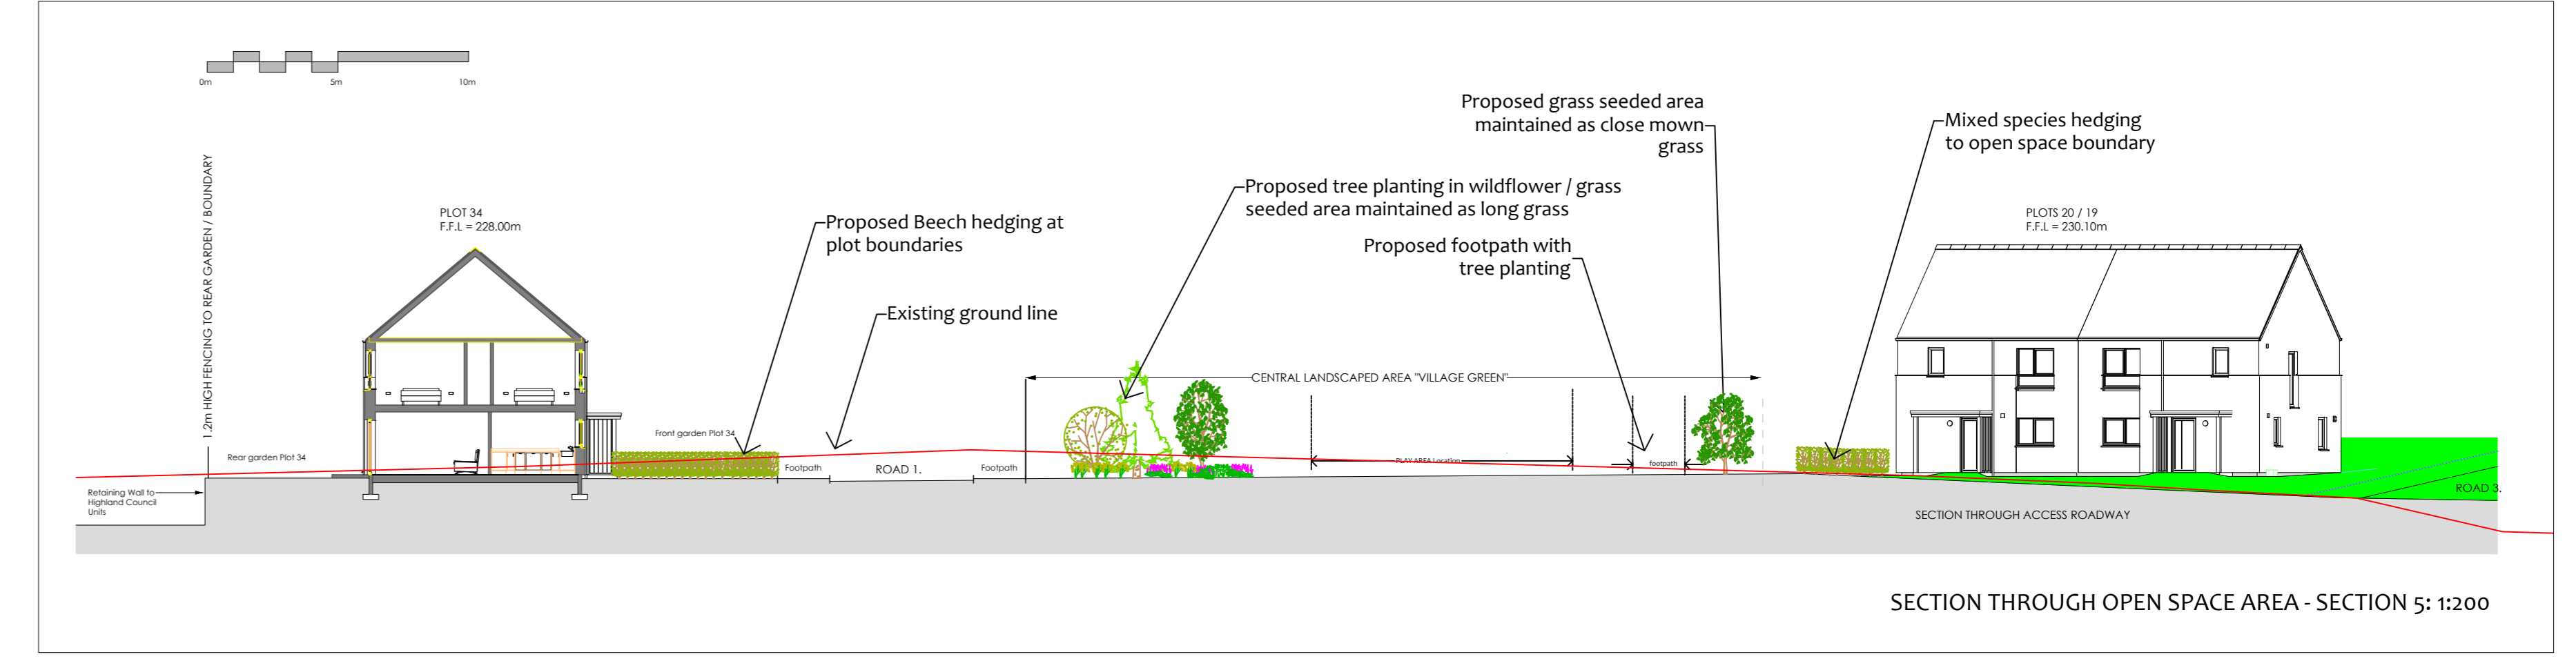 0m
5m
10m
1.2m HIGH FENCING TO REAR GARDEN / BOUNDARY
PLOT 34
F.F.L = 228.00m
Rear garden Plot 34
Retaining Wall to
Highland Council
Units
Proposed Beech hedging at
plot boundaries
Existing ground line
Front garden Plot 34
Footpath
ROAD 1.
Footpath
Proposed tree planting in wildflower / grass
seeded area maintained as long grass
Proposed footpath with
tree planting
Proposed grass seeded area
maintained as close mown
grass
CENTRAL LANDSCAPED AREA "VILLAGE GREEN"
PLAY AREA Location
footpath
Mixed species hedging
to open space boundary
PLOTS 20 / 19
F.F.L = 230.10m
ROAD 3.
SECTION THROUGH ACCESS ROADWAY
SECTION THROUGH OPEN SPACE AREA - SECTION 5: 1:200